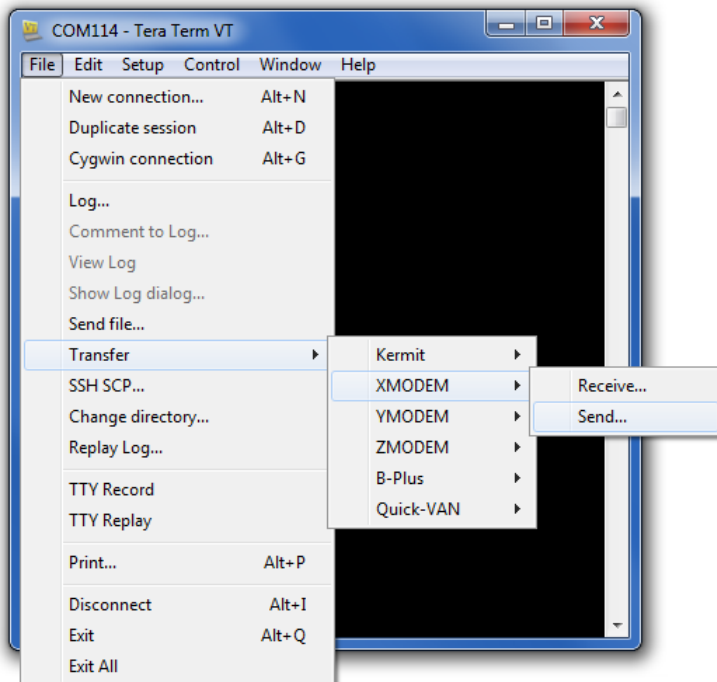 COM114 - Tera Term VT
File Edit Setup Control Window Help
New connection... Alt+N
Duplicate session Alt+D
Cygwin connection Alt+G
Log...
Comment to Log...
View Log
Show Log dialog...
Send file...
Transfer
SSH SCP...
Change directory...
Replay Log...
TTY Record
TTY Replay
Print... Alt+P
Disconnect Alt+I
Exit Alt+Q
Exit All
Kermit
XMODEM
YMODEM
ZMODEM
B-Plus
Quick-VAN
Receive...
Send...